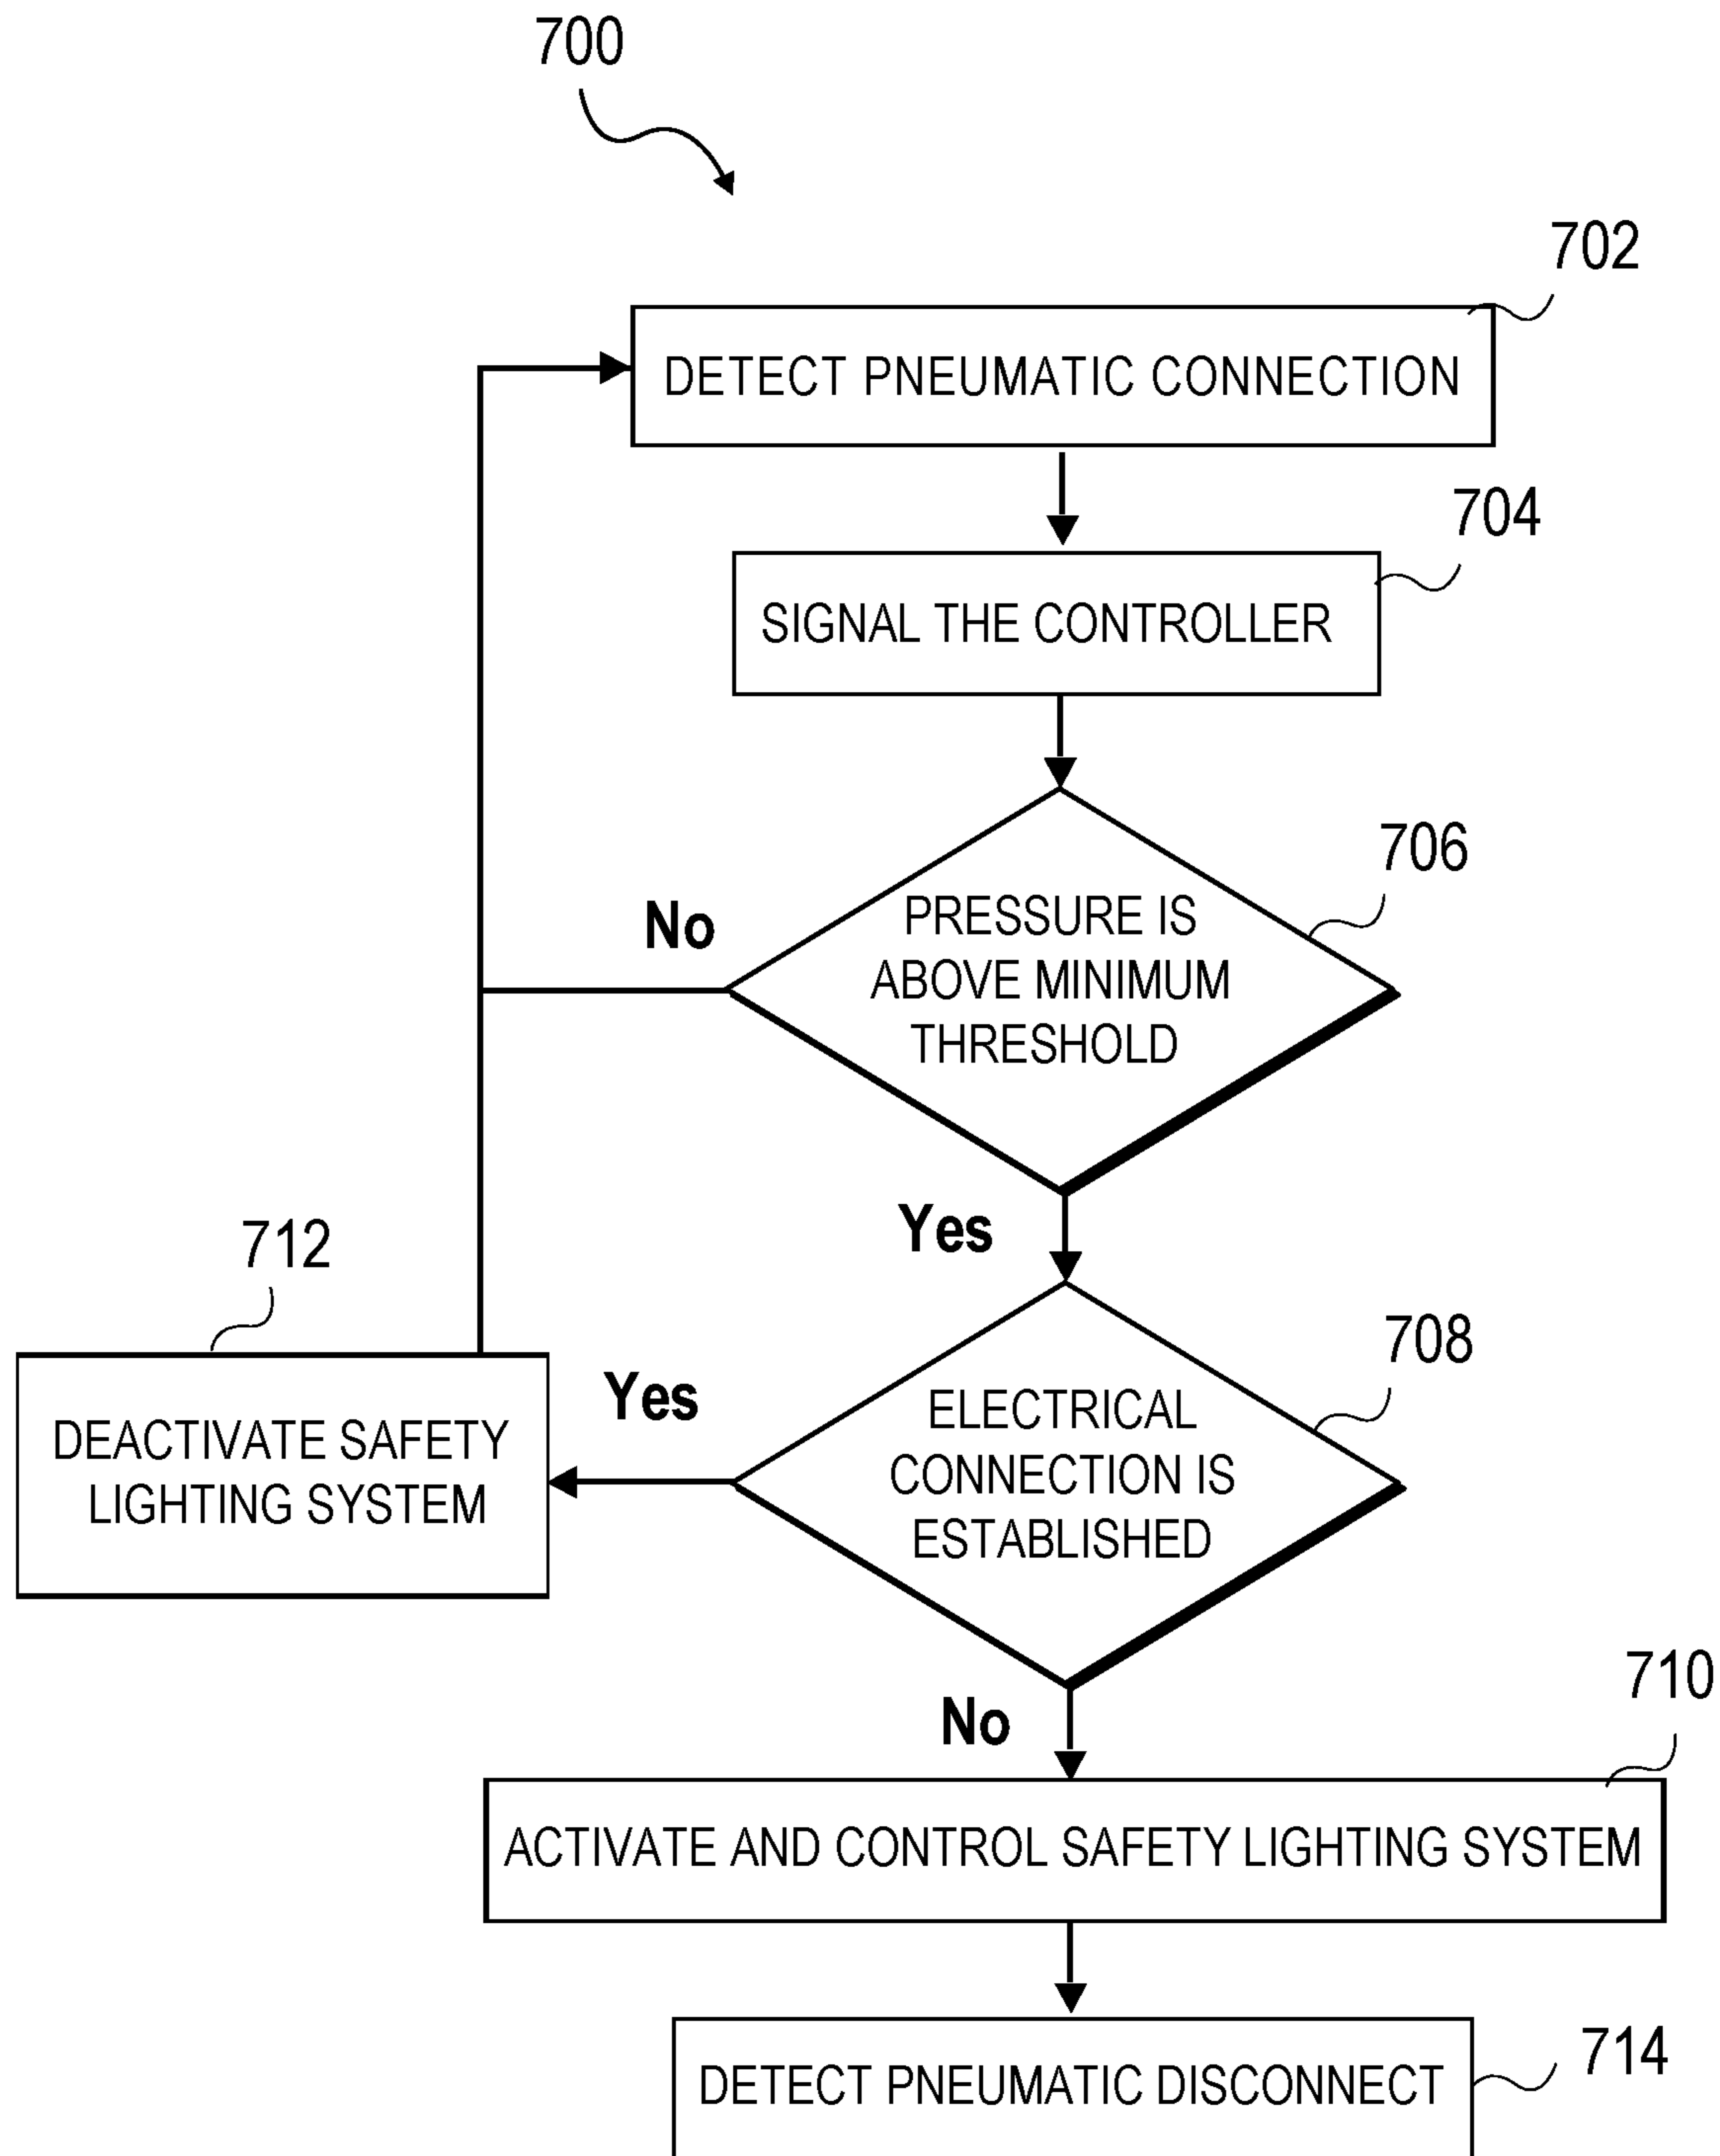 700
702
DETECT PNEUMATIC CONNECTION
704
SIGNAL THE CONTROLLER
706
PRESSURE IS
ABOVE MINIMUM
THRESHOLD
No
Yes
712
DEACTIVATE SAFETY
LIGHTING SYSTEM
Yes
708
ELECTRICAL
CONNECTION IS
ESTABLISHED
No
710
ACTIVATE AND CONTROL SAFETY LIGHTING SYSTEM
714
DETECT PNEUMATIC DISCONNECT